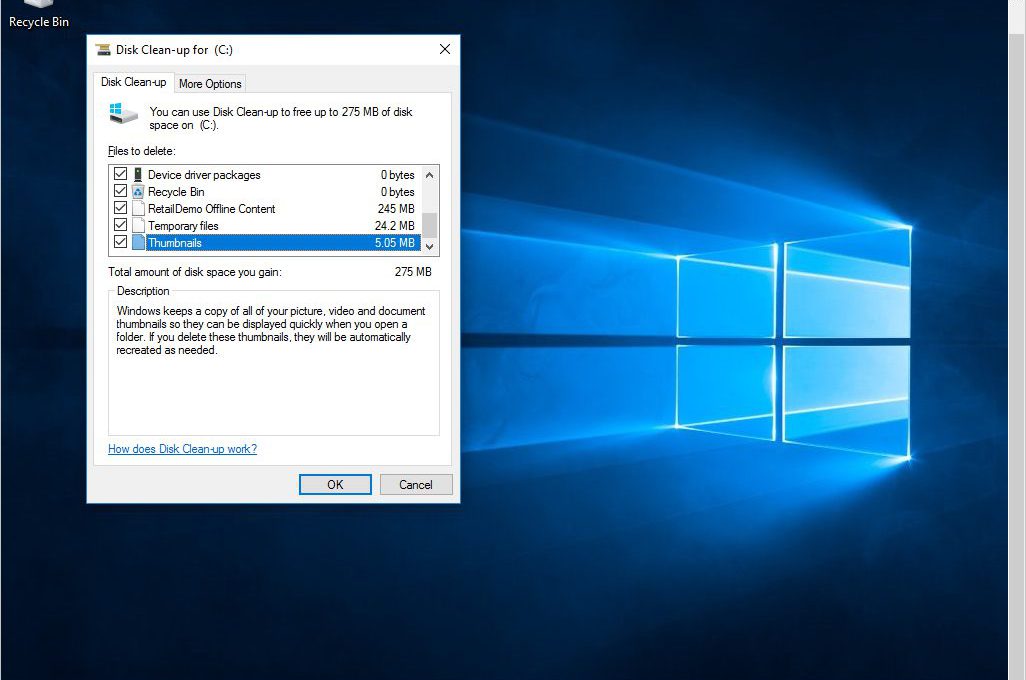 Recycle Bin
Disk Clean-up for (C:)
Disk Clean-up
More Options
You can use Disk Clean-up to free up to 275 MB of disk
space on (C:).
Files to delete:
Device driver packages 0 bytes
Recycle Bin 0 bytes
RetailDemo Offline Content 245 MB
Temporary files 24.2 MB
Thumbnails 5.05 MB
Total amount of disk space you gain: 275 MB
Description
Windows keeps a copy of all of your picture, video and document
thumbnails so they can be displayed quickly when you open a
folder. If you delete these thumbnails, they will be automatically
recreated as needed.
How does Disk Clean-up work?
OK
Cancel